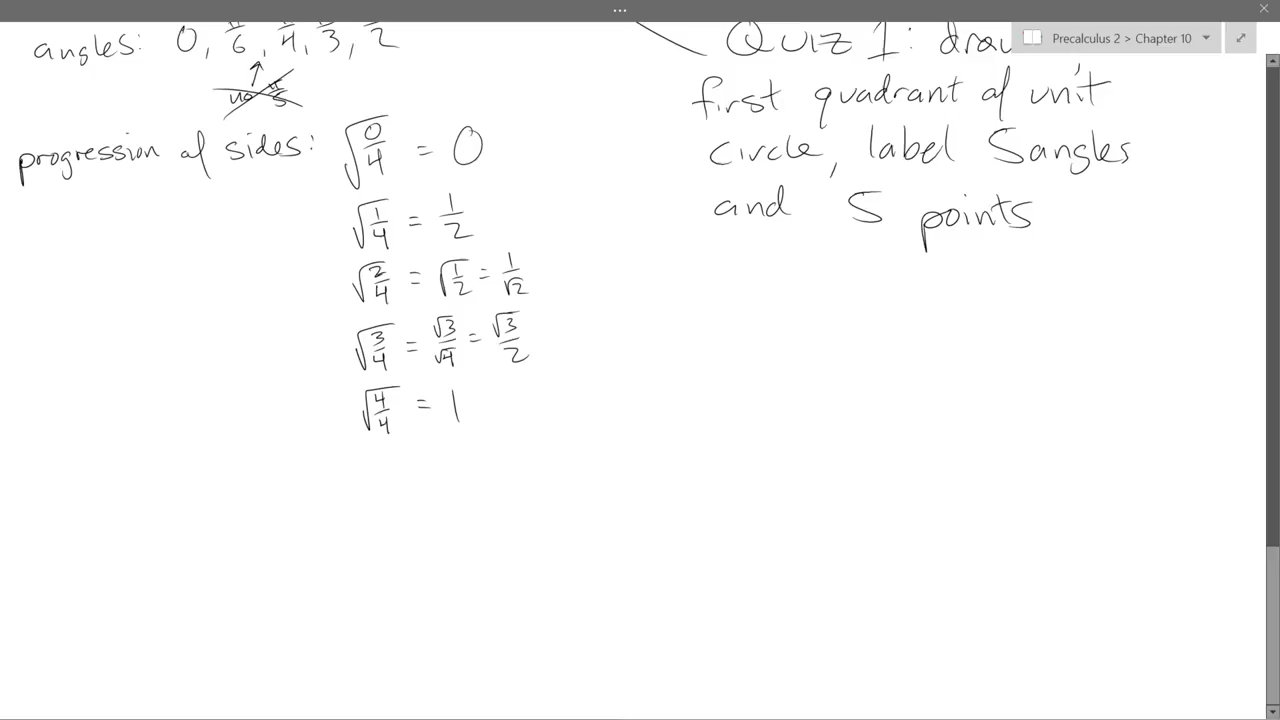 Precalculus 2 > Chapter 10
angles: 0, π/6, π/4, π/3, π/2
no π/5
progression of sides: √(0/4) = 0
√(1/4) = 1/2
√(2/4) = √(1/2) = 1/√2
√(3/4) = √3/√4 = √3/2
√(4/4) = 1
Quiz 1: draw
first quadrant of unit
circle, label 5 angles
and 5 points